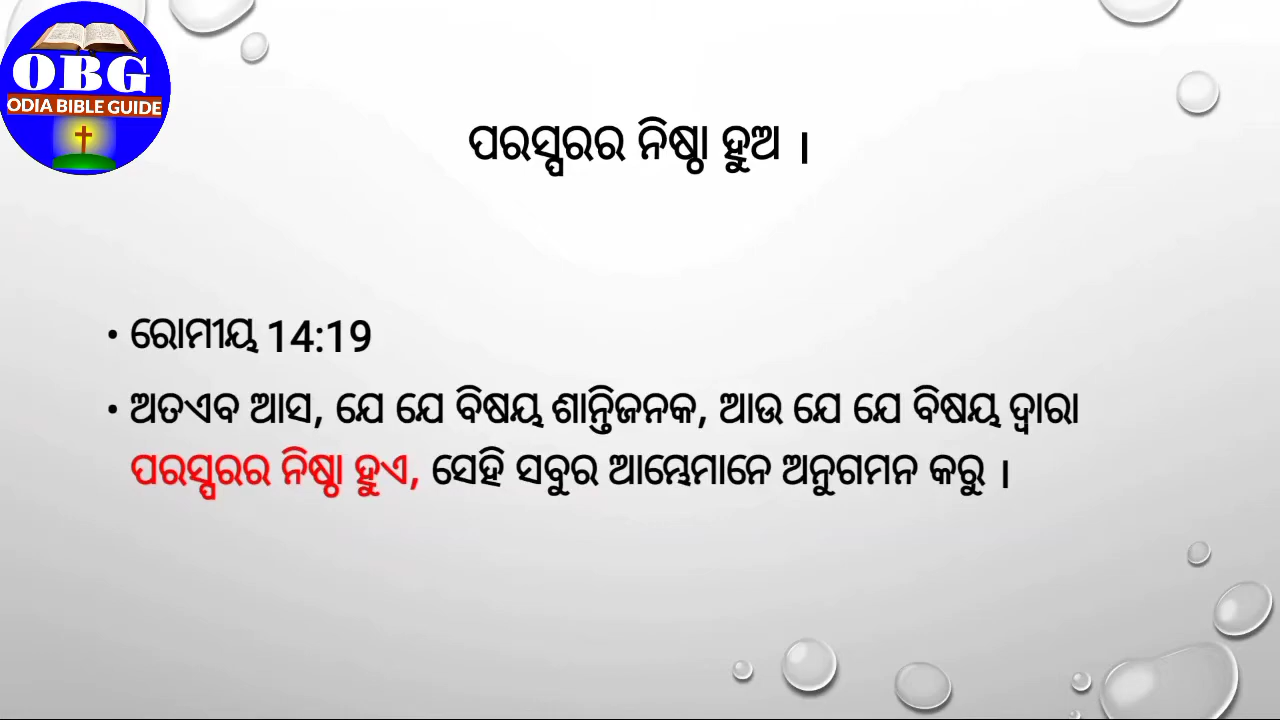 OBG
ODIA BIBLE GUIDE
ପରସ୍ପରର ନିଷ୍ଠା ହୁଅ ।
• ରୋମୀୟ 14:19
• ଅତଏବ ଆସ, ଯେ ଯେ ବିଷୟ ଶାନ୍ତିଜନକ, ଆଉ ଯେ ଯେ ବିଷୟ ଦ୍ୱାରା
ପରସ୍ପରର ନିଷ୍ଠା ହୁଏ, ସେହି ସବୁର ଆମ୍ଭେମାନେ ଅନୁଗମନ କରୁ ।